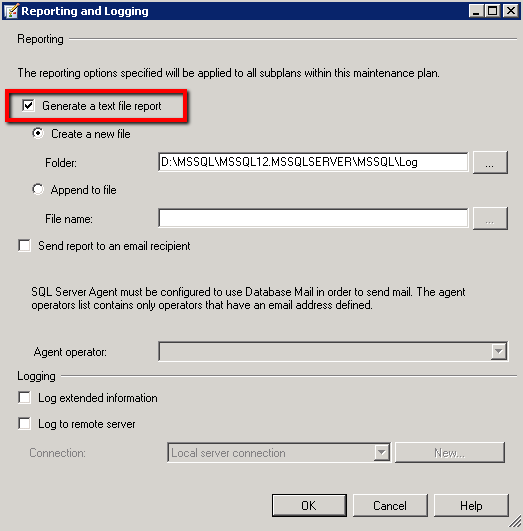 Reporting and Logging
Reporting
The reporting options specified will be applied to all subplans within this maintenance plan.
Generate a text file report
Create a new file
Folder: D:\MSSQL\MSSQL12.MSSQLSERVER\MSSQL\Log ...
Append to file
File name: ...
Send report to an email recipient
SQL Server Agent must be configured to use Database Mail in order to send mail. The agent
operators list contains only operators that have an email address defined.
Agent operator:
Logging
Log extended information
Log to remote server
Connection: Local server connection New...
OK Cancel Help